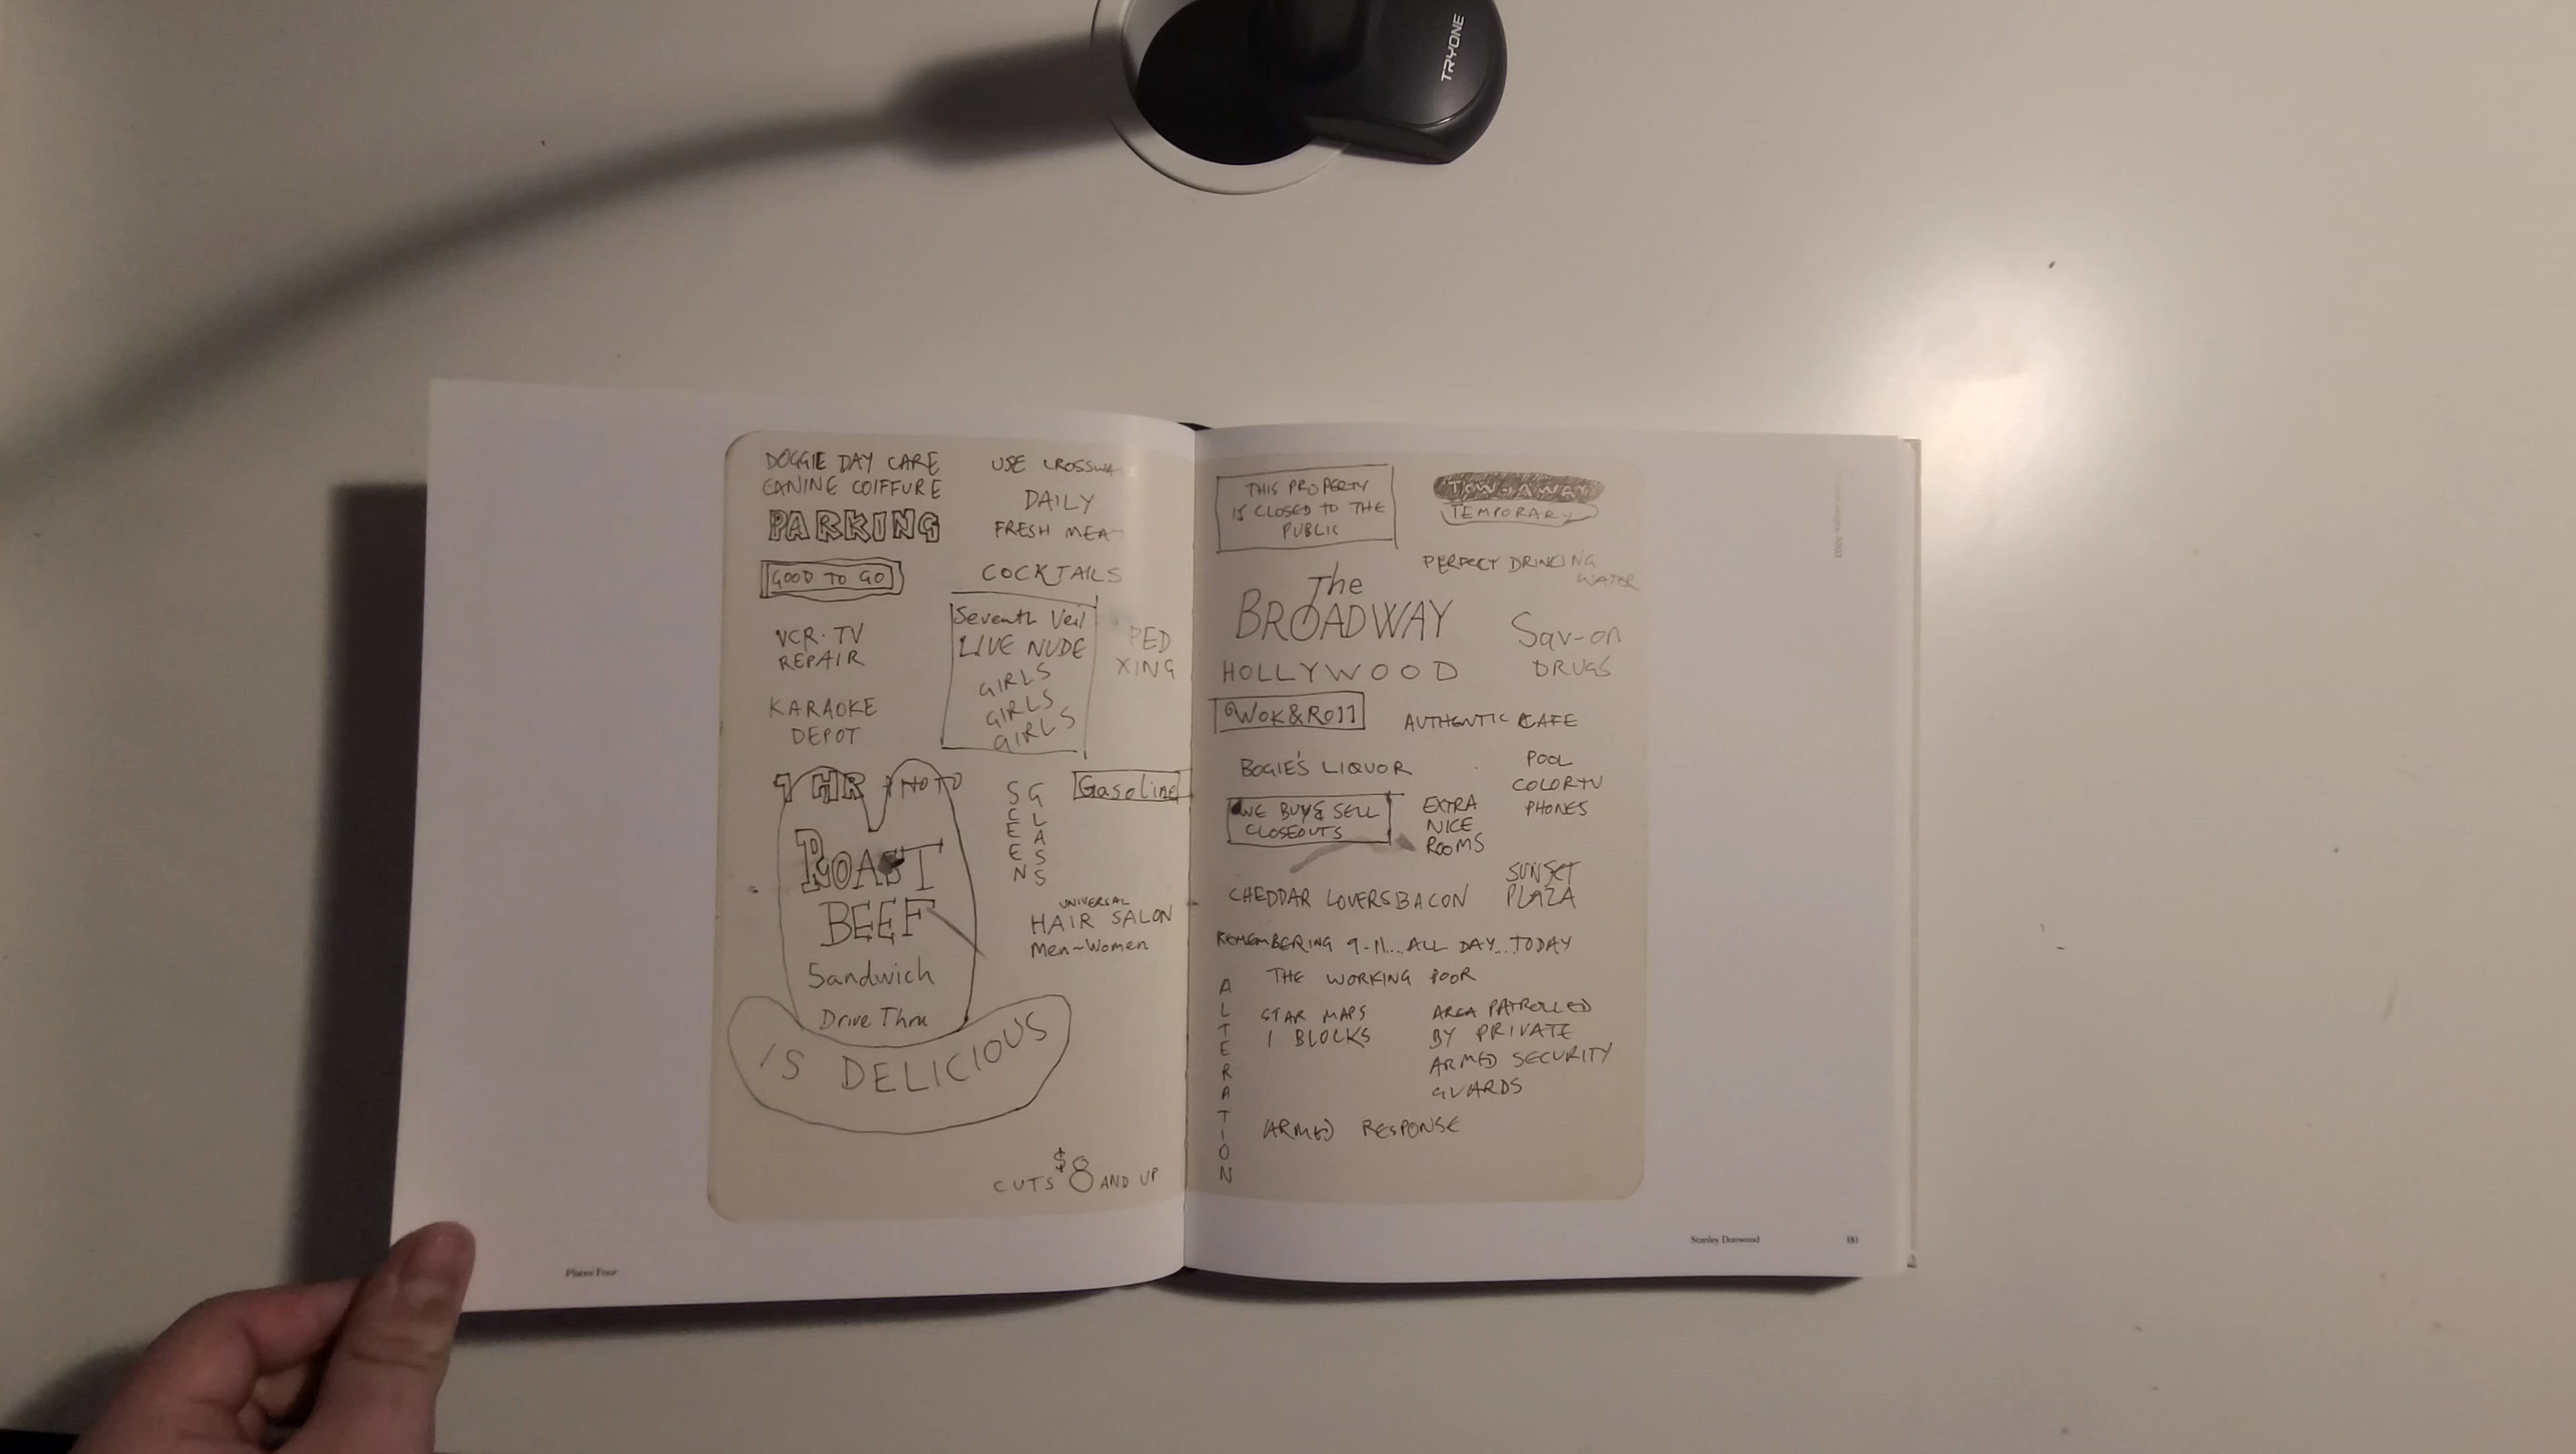 TRYONE
DOGGIE DAY CARE
CANINE COIFFURE
PARKING
GOOD TO GO
VCR·TV
REPAIR
KARAOKE
DEPOT
1 HR PHOTO
ROAST
BEEF
Sandwich
Drive Thru
IS DELICIOUS
USE
DAILY
FRESH MEAT
COCKTAILS
Seventh Veil
LIVE NUDE
GIRLS
GIRLS
GIRLS
PED
XING
Gasoline
GLASS
UNIVERSAL
HAIR SALON
Men~Women
CUTS $8 AND UP
Plates Four
THIS PROPERTY
IS CLOSED TO THE
PUBLIC
TOW-AWAY
TEMPORARY
PERFECT DRINKING
WATER
The
BROADWAY
HOLLYWOOD
Sav-on
DRUGS
WOK&ROll
AUTHENTIC CAFE
BOGIE'S LIQUOR
POOL
COLOR TV
PHONES
WE BUY & SELL
CLOSEOUTS
EXTRA
NICE
ROOMS
SUNSET
PLAZA
CHEDDAR LOVERS BACON
REMEMBERING 9-11... ALL DAY... TODAY
THE WORKING POOR
ALTERATION
STAR MAPS
1 BLOCKS
AREA PATROLLED
BY PRIVATE
ARMED SECURITY
GUARDS
ARMED RESPONSE
Stanley Donwood
181